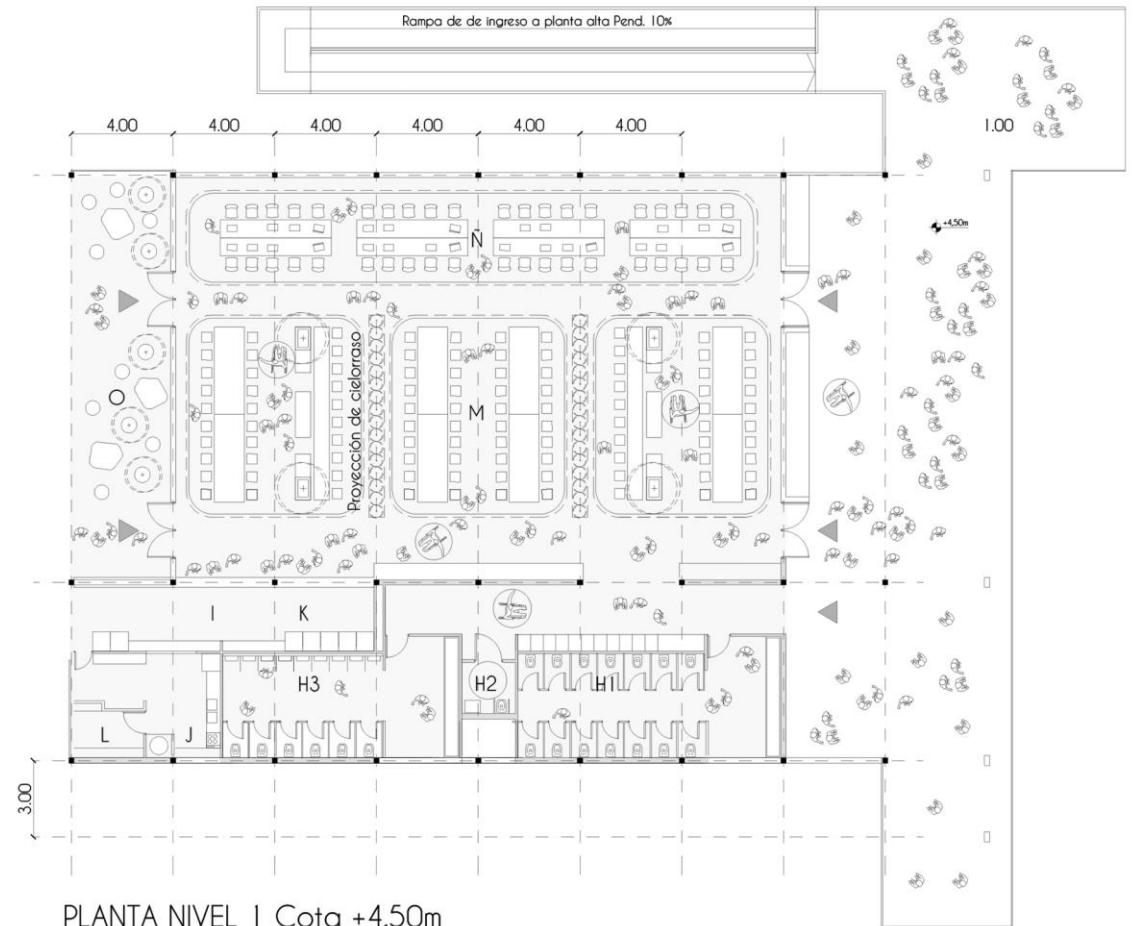 Rampa de de ingreso a planta alta Pend. 10%
4.00 4.00 4.00 4.00 4.00 4.00
1.00
+4,50m
Ñ
Proyección de cielorraso
M
O
I K
H3 H2 H1
L J
3.00
PLANTA NIVEL 1 Cota +4.50m